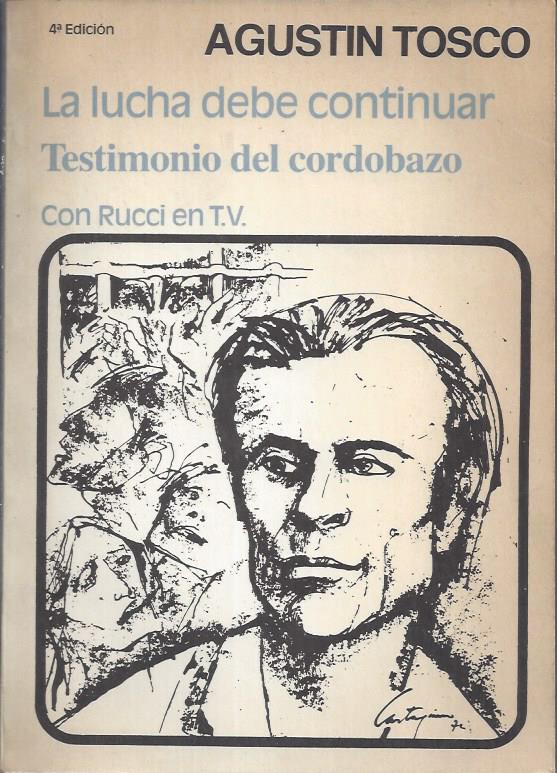 4ª Edición
AGUSTIN TOSCO
La lucha debe continuar
Testimonio del cordobazo
Con Rucci en T.V.